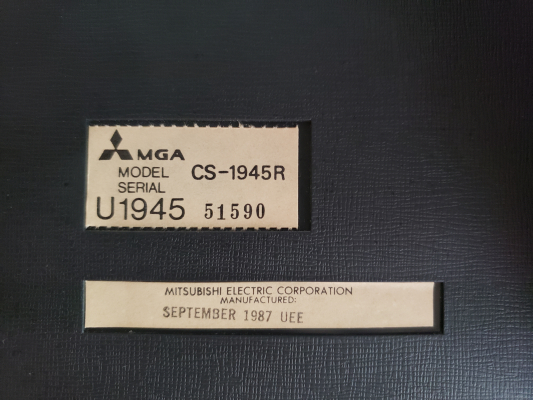 MGA
MODEL CS-1945R
SERIAL
U1945 51590
MITSUBISHI ELECTRIC CORPORATION
MANUFACTURED:
SEPTEMBER 1987 UEE